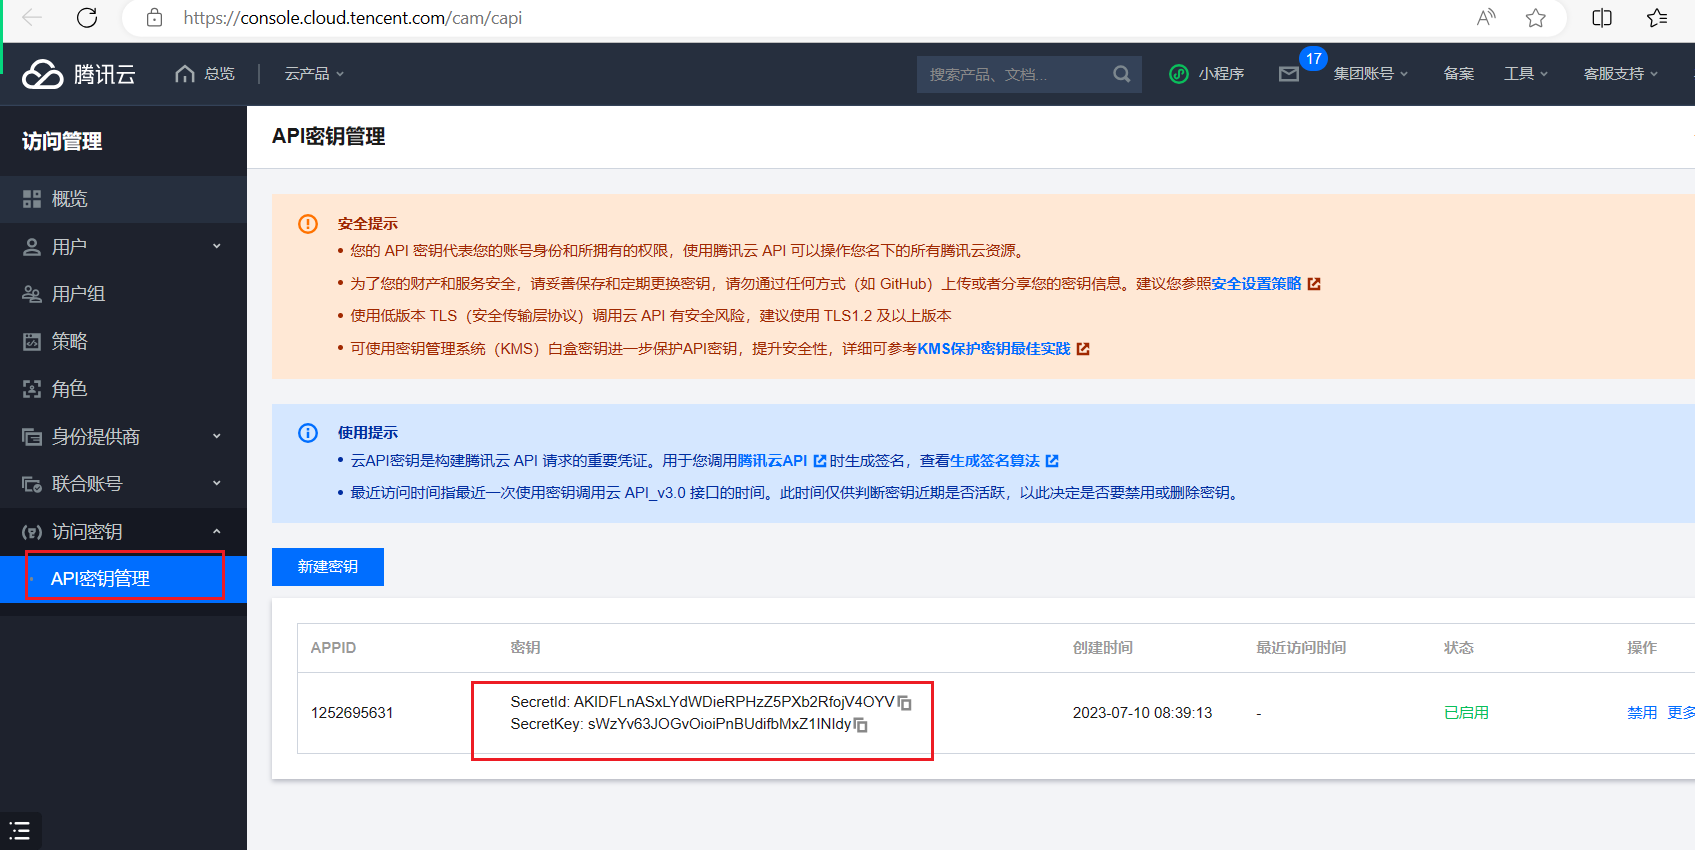 https://console.cloud.tencent.com/cam/capi
腾讯云
总览
云产品
搜索产品、文档...
小程序
17
集团账号
备案
工具
客服支持
访问管理
概览
用户
用户组
策略
角色
身份提供商
联合账号
访问密钥
API密钥管理
API密钥管理
安全提示
• 您的 API 密钥代表您的账号身份和所拥有的权限，使用腾讯云 API 可以操作您名下的所有腾讯云资源。
• 为了您的财产和服务安全，请妥善保存和定期更换密钥，请勿通过任何方式（如 GitHub）上传或者分享您的密钥信息。建议您参照安全设置策略
• 使用低版本 TLS（安全传输层协议）调用云 API 有安全风险，建议使用 TLS1.2 及以上版本
• 可使用密钥管理系统（KMS）白盒密钥进一步保护API密钥，提升安全性，详细可参考KMS保护密钥最佳实践
使用提示
• 云API密钥是构建腾讯云 API 请求的重要凭证。用于您调用腾讯云API 时生成签名，查看生成签名算法
• 最近访问时间指最近一次使用密钥调用云 API_v3.0 接口的时间。此时间仅供判断密钥近期是否活跃，以此决定是否要禁用或删除密钥。
新建密钥
APPID 密钥 创建时间 最近访问时间 状态 操作
SecretId: AKIDFLnASxLYdWDieRPHzZ5PXb2RfojV4OYV
1252695631 2023-07-10 08:39:13 - 已启用 禁用 更多
SecretKey: sWzYv63JOGvOioiPnBUdifbMxZ1INIdy